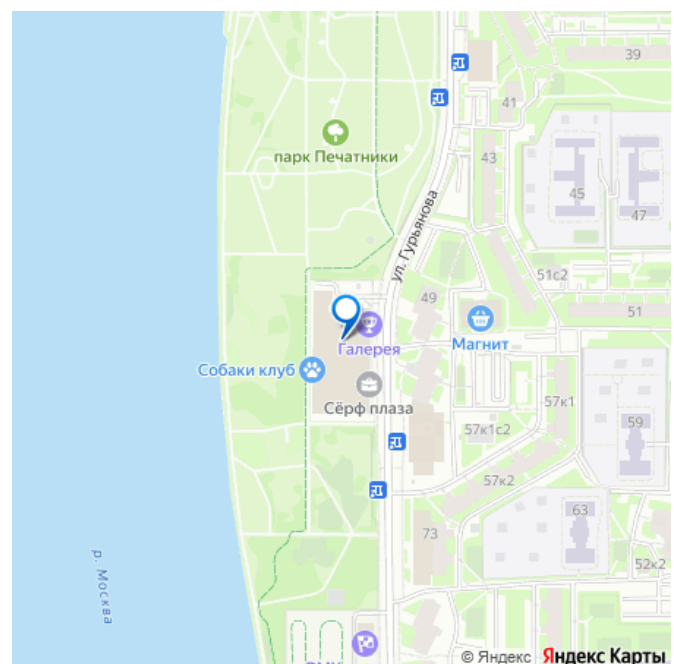 39
41
парк Печатники
43
45
47
ул. Гурьянова
51с2
49
51
Магнит
Галерея
Собаки клуб
Сёрф плаза
57к1
57к1с2
59
57к2
63
73
52к2
р. Москва
© Яндекс Яндекс Карты